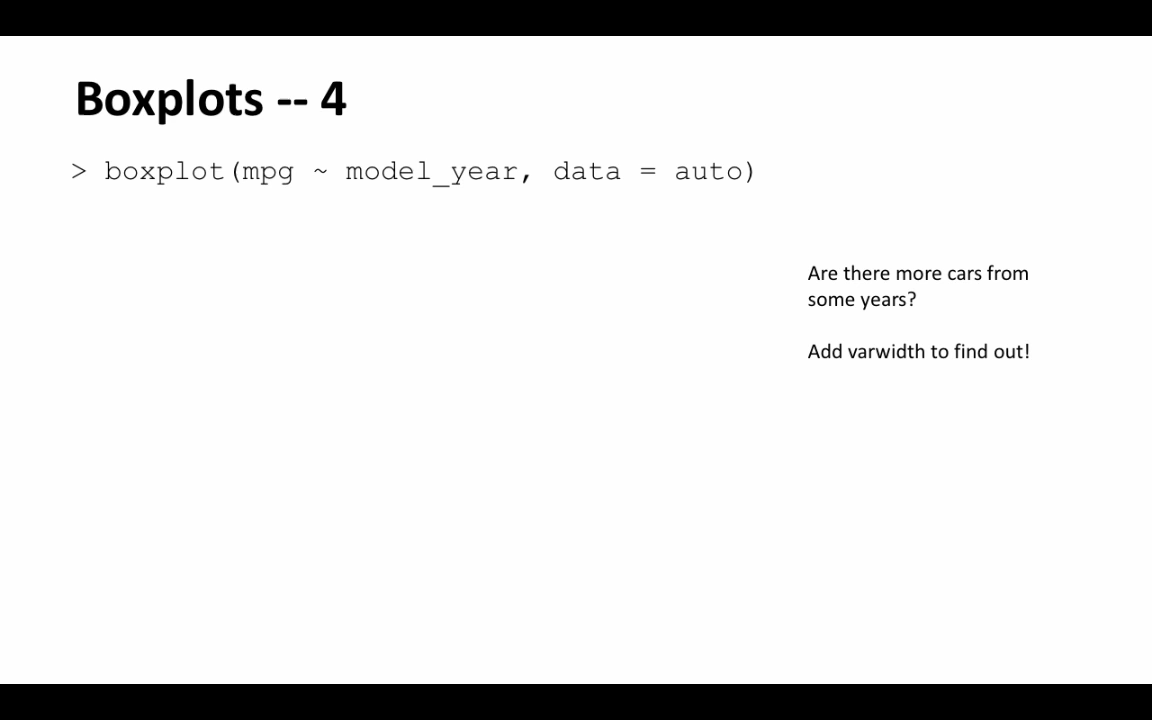 Boxplots -- 4
> boxplot(mpg ~ model_year, data = auto)
Are there more cars from
some years?
Add varwidth to find out!